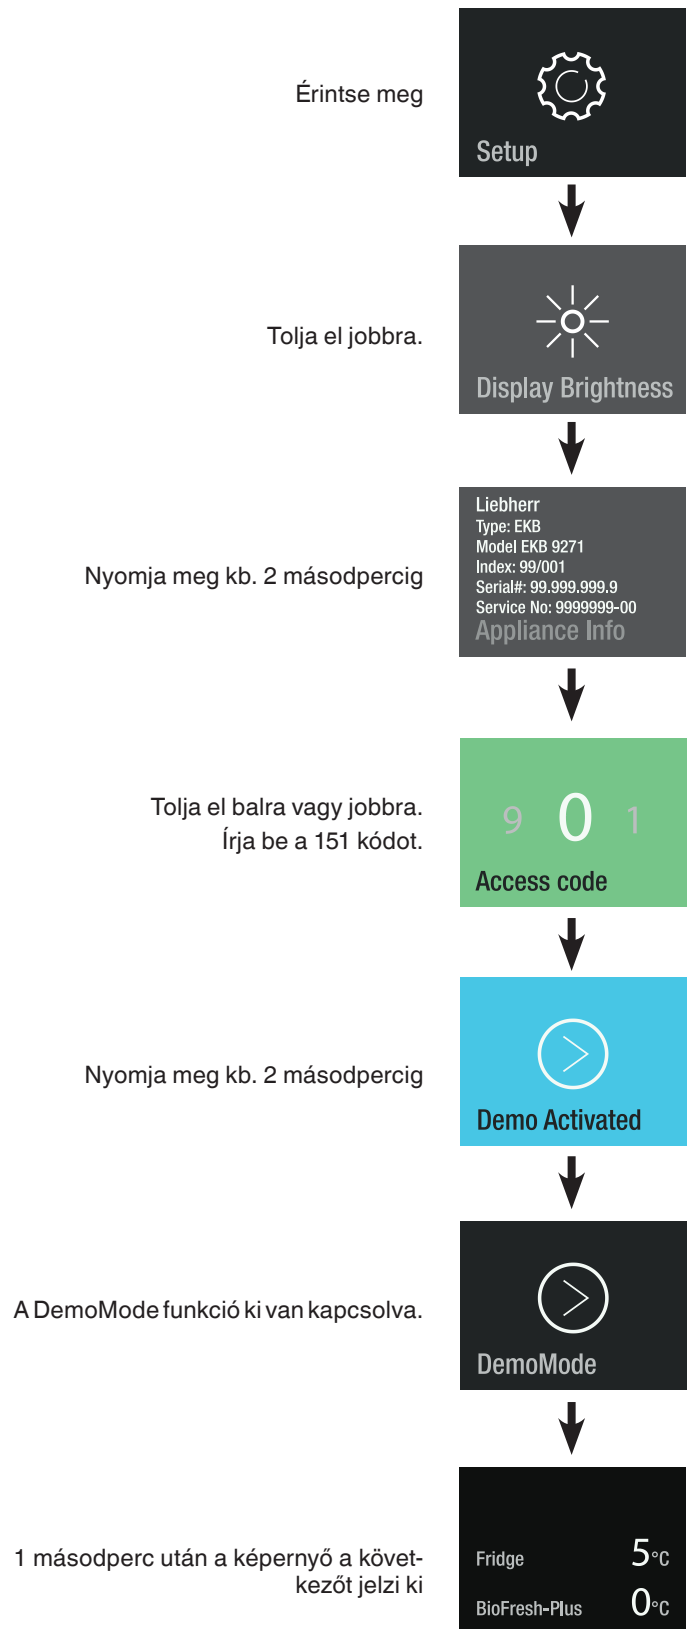 Érintse meg
Setup
Tolja el jobbra.
Display Brightness
Nyomja meg kb. 2 másodpercig
Liebherr
Type: EKB
Model EKB 9271
Index: 99/001
Serial#: 99.999.999.9
Service No: 9999999-00
Appliance Info
Tolja el balra vagy jobbra.
Írja be a 151 kódot.
9 0 1
Access code
Nyomja meg kb. 2 másodpercig
Demo Activated
A DemoMode funkció ki van kapcsolva.
DemoMode
1 másodperc után a képernyő a követ-
kezőt jelzi ki
Fridge 5°C
BioFresh-Plus 0°C